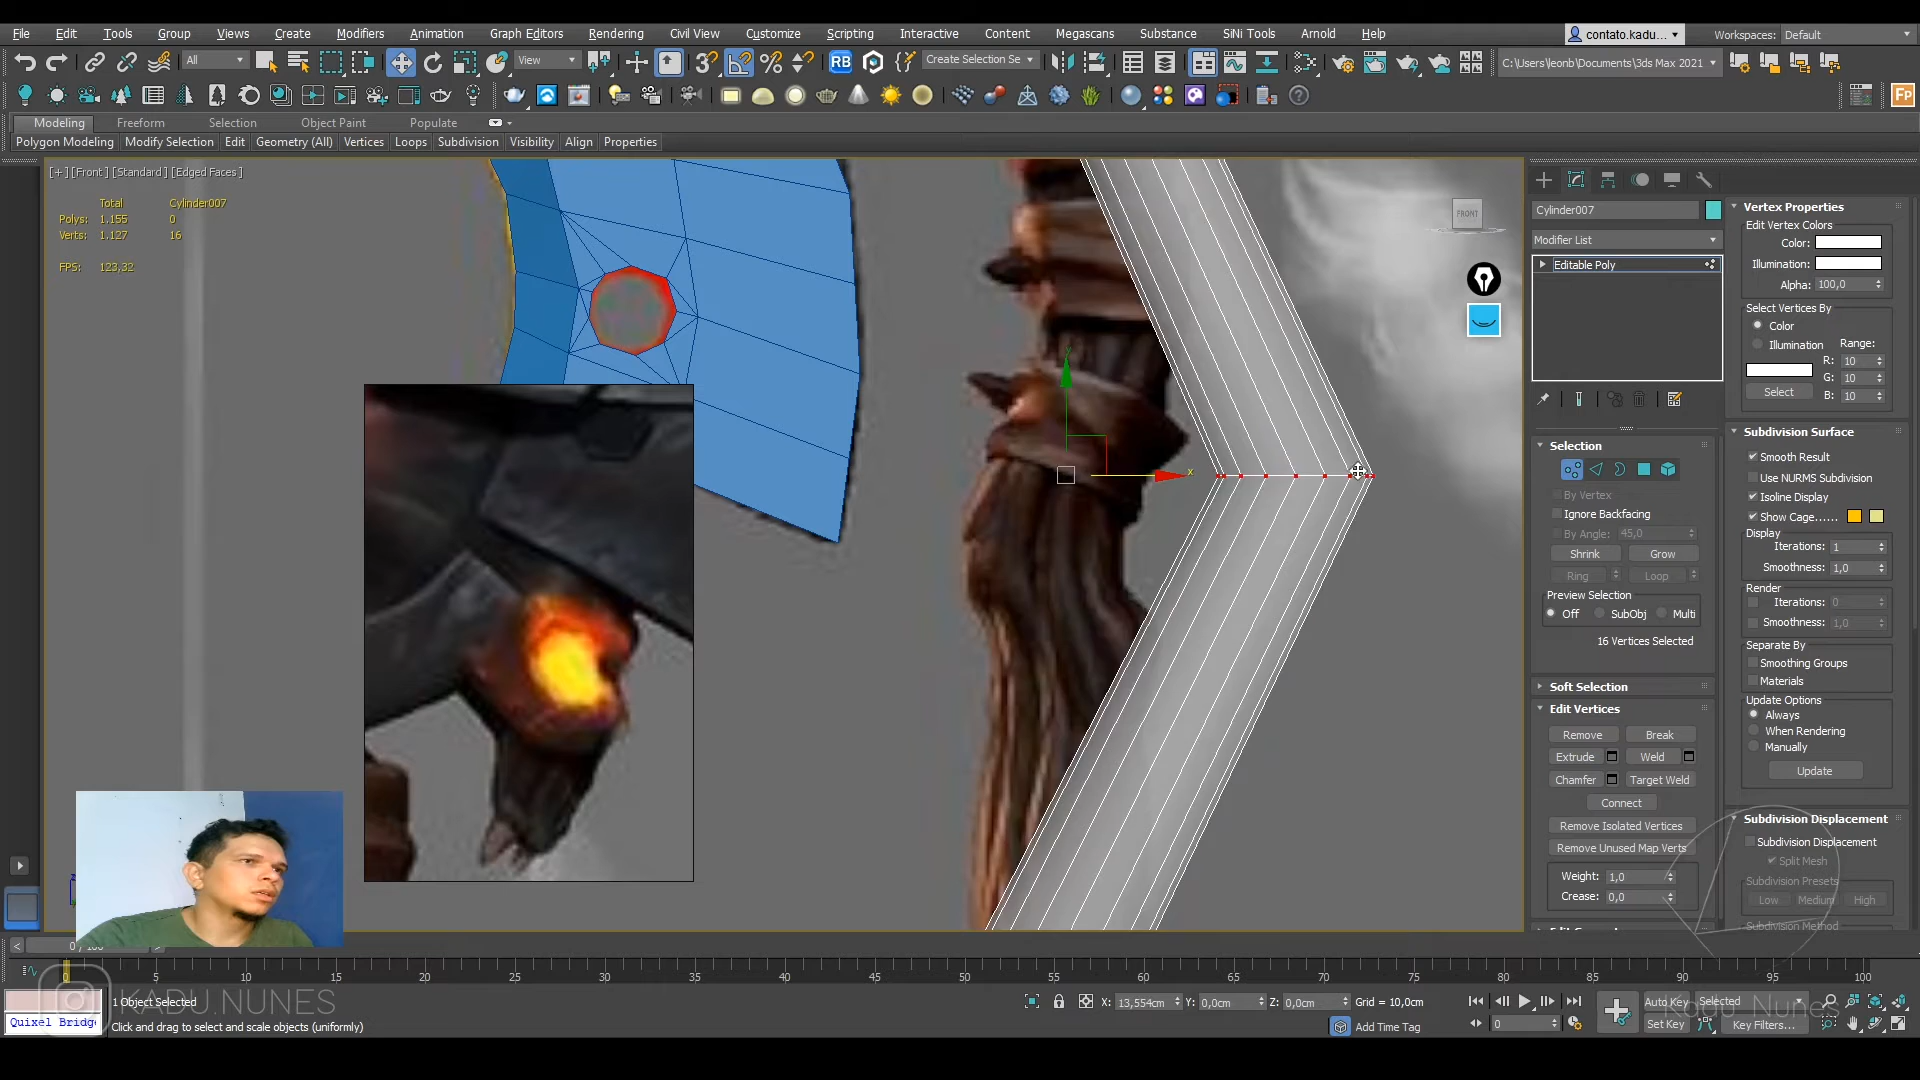 File Edit Tools Group Views Create Modifiers Animation Graph Editors Rendering Civil View Customize Scripting Interactive Content Megascans Substance SiNi Tools Arnold Help contato.kadu... Workspaces: Default
All View Create Selection Se C:\Users\leonb\Documents\3ds Max 2021
Modeling Freeform Selection Object Paint Populate
Polygon Modeling Modify Selection Edit Geometry (All) Vertices Loops Subdivision Visibility Align Properties
[+] [Front] [Standard] [Edged Faces]
Total Cylinder007
Polys: 1.155 0
Verts: 1.127 16
FPS: 123,32
FRONT
y
x
Cylinder007
Modifier List
Editable Poly
Selection
By Vertex
Ignore Backfacing
By Angle: 45,0
Shrink Grow
Ring Loop
Preview Selection
Off SubObj Multi
16 Vertices Selected
Soft Selection
Edit Vertices
Remove Break
Extrude Weld
Chamfer Target Weld
Connect
Remove Isolated Vertices
Remove Unused Map Verts
Weight: 1,0
Crease: 0,0
Vertex Properties
Edit Vertex Colors
Color:
Illumination:
Alpha: 100,0
Select Vertices By
Color
Illumination Range:
R: 10
G: 10
Select B: 10
Subdivision Surface
Smooth Result
Use NURMS Subdivision
Isoline Display
Show Cage......
Display
Iterations: 1
Smoothness: 1,0
Render
Iterations: 0
Smoothness: 1,0
Separate By
Smoothing Groups
Materials
Update Options
Always
When Rendering
Manually
Update
Subdivision Displacement
Subdivision Displacement
Split Mesh
Subdivision Presets
Low Medium High
Subdivision Method
0 / 100
0 5 10 15 20 25 30 35 40 45 50 55 60 65 70 75 80 85 90 95 100
KADU.NUNES
1 Object Selected
Quixel Bridge
Click and drag to select and scale objects (uniformly)
X: 13,554cm Y: 0,0cm Z: 0,0cm Grid = 10,0cm
Add Time Tag
0
Auto Key Selected
Set Key Key Filters...
Kadu Nunes